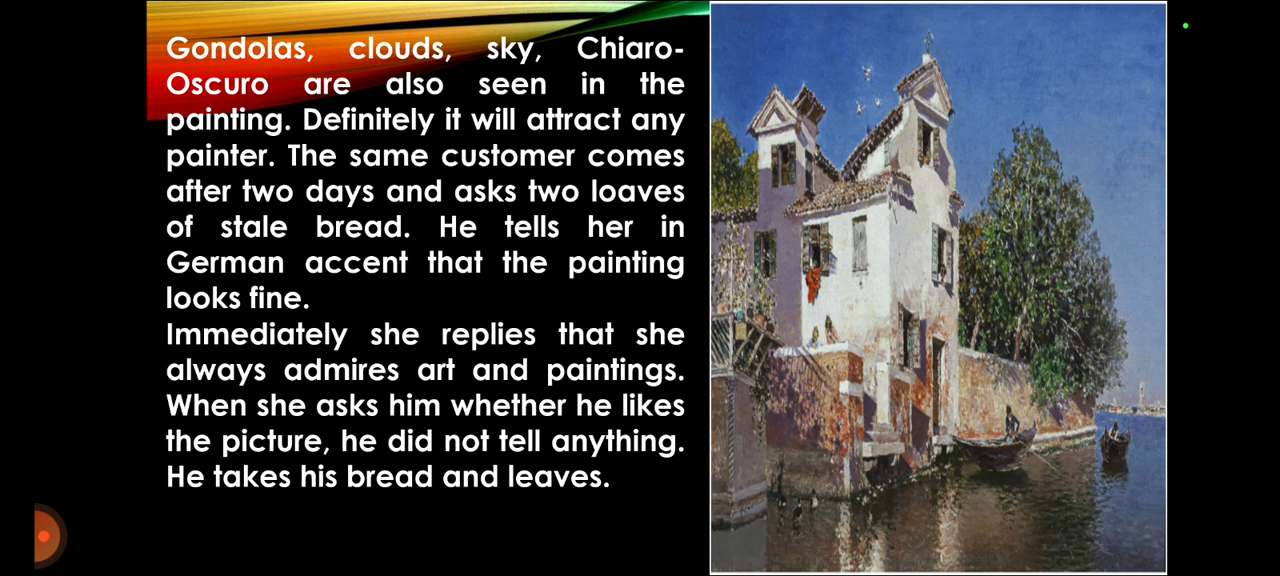 Gondolas, clouds, sky, Chiaro-
Oscuro are also seen in the
painting. Definitely it will attract any
painter. The same customer comes
after two days and asks two loaves
of stale bread. He tells her in
German accent that the painting
looks fine.
Immediately she replies that she
always admires art and paintings.
When she asks him whether he likes
the picture, he did not tell anything.
He takes his bread and leaves.